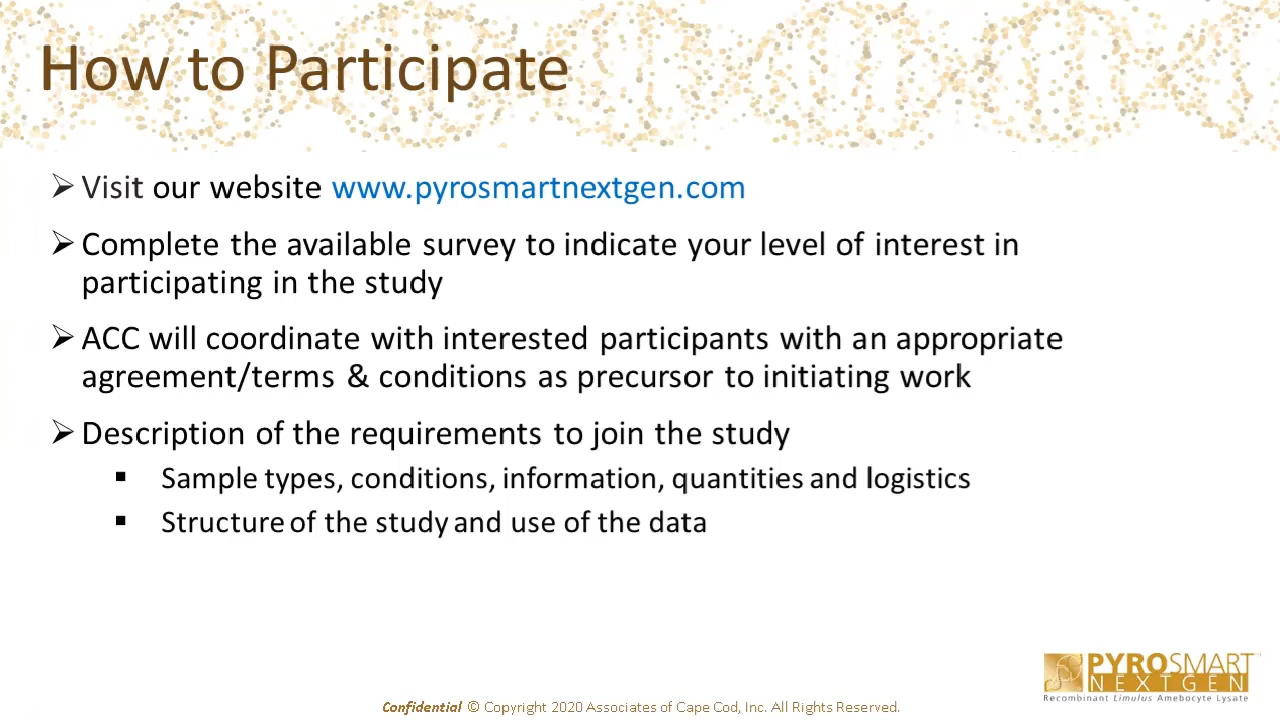 How to Participate
Visit our website www.pyrosmartnextgen.com
Complete the available survey to indicate your level of interest in
participating in the study
ACC will coordinate with interested participants with an appropriate
agreement/terms & conditions as precursor to initiating work
Description of the requirements to join the study
Sample types, conditions, information, quantities and logistics
Structure of the study and use of the data
PYROSMART
NEXTGEN
Recombinant Limulus Amebocyte Lysate
Confidential © Copyright 2020 Associates of Cape Cod, Inc. All Rights Reserved.